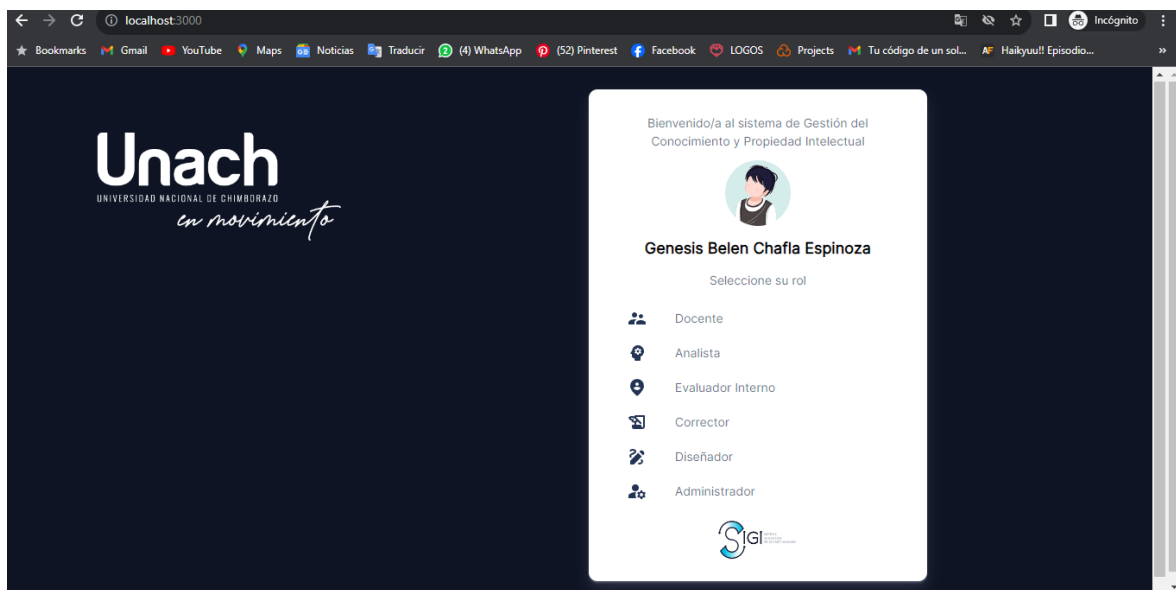 localhost:3000
Incógnito
Bookmarks
Gmail
YouTube
Maps
Noticias
Traducir
(4) WhatsApp
(52) Pinterest
Facebook
LOGOS
Projects
Tu código de un sol...
Haikyuu!! Episodio...
»
Unach
UNIVERSIDAD NACIONAL DE CHIMBORAZO
en movimiento
Bienvenido/a al sistema de Gestión del
Conocimiento y Propiedad Intelectual
Genesis Belen Chafla Espinoza
Seleccione su rol
Docente
Analista
Evaluador Interno
Corrector
Diseñador
Administrador
SIGI